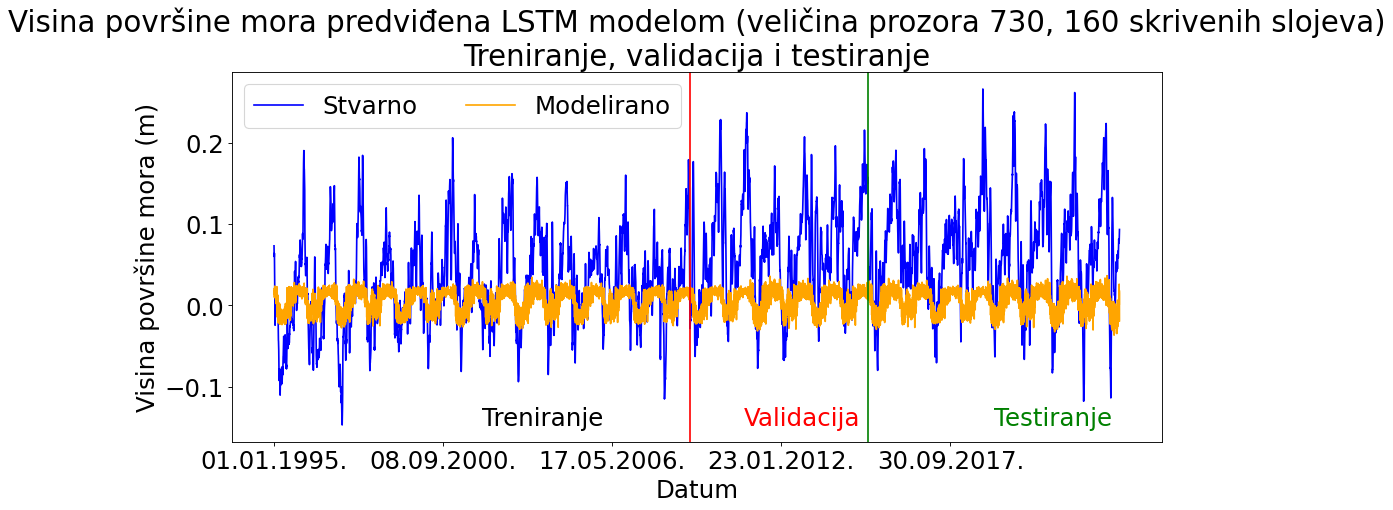 Visina površine mora predviđena LSTM modelom (veličina prozora 730, 160 skrivenih slojeva)
Treniranje, validacija i testiranje
Stvarno Modelirano
Visina površine mora (m)
0.2
0.1
0.0
−0.1
Treniranje Validacija Testiranje
01.01.1995. 08.09.2000. 17.05.2006. 23.01.2012. 30.09.2017.
Datum